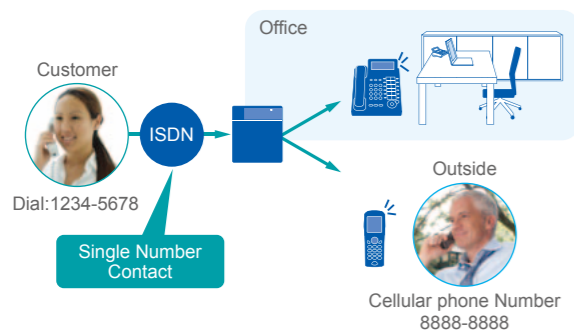 Office
Customer
ISDN
Dial:1234-5678
Single Number
Contact
Outside
Cellular phone Number
8888-8888